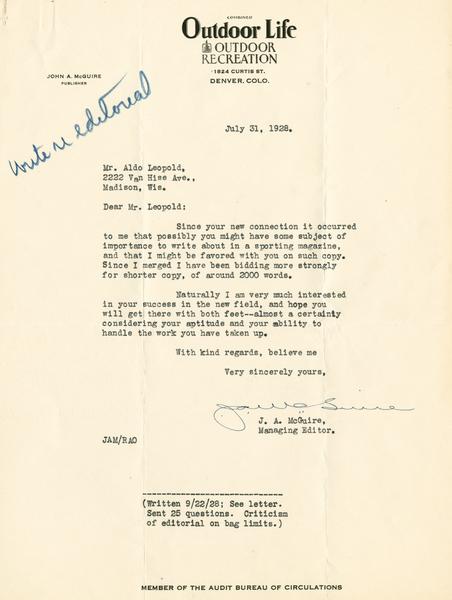 COMBINED
Outdoor Life
OUTDOOR
RECREATION
1824 CURTIS ST.
DENVER, COLO.
JOHN A. McGUIRE
PUBLISHER
write re editorial
July 31, 1928.
Mr. Aldo Leopold,
2222 Van Hise Ave.,
Madison, Wis.
Dear Mr. Leopold:
Since your new connection it occurred
to me that possibly you might have some subject of
importance to write about in a sporting magazine,
and that I might be favored with you on such copy.
Since I merged I have been bidding more strongly
for shorter copy, of around 2000 words.
Naturally I am very much interested
in your success in the new field, and hope you
will get there with both feet--almost a certainty
considering your aptitude and your ability to
handle the work you have taken up.
With kind regards, believe me
Very sincerely yours,
J. A. McGuire
J. A. McGuire,
Managing Editor.
JAM/RAO
(Written 9/22/28; See letter.
Sent 25 questions. Criticism
of editorial on bag limits.)
MEMBER OF THE AUDIT BUREAU OF CIRCULATIONS